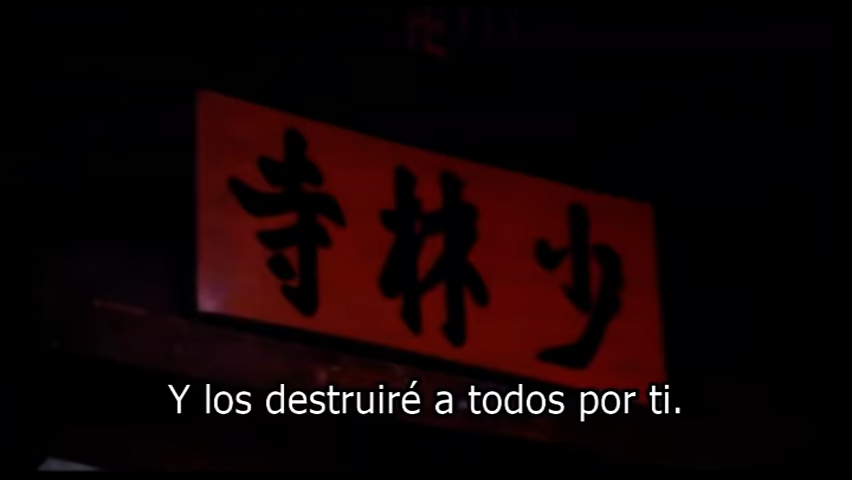 少林寺
Y los destruiré a todos por ti.